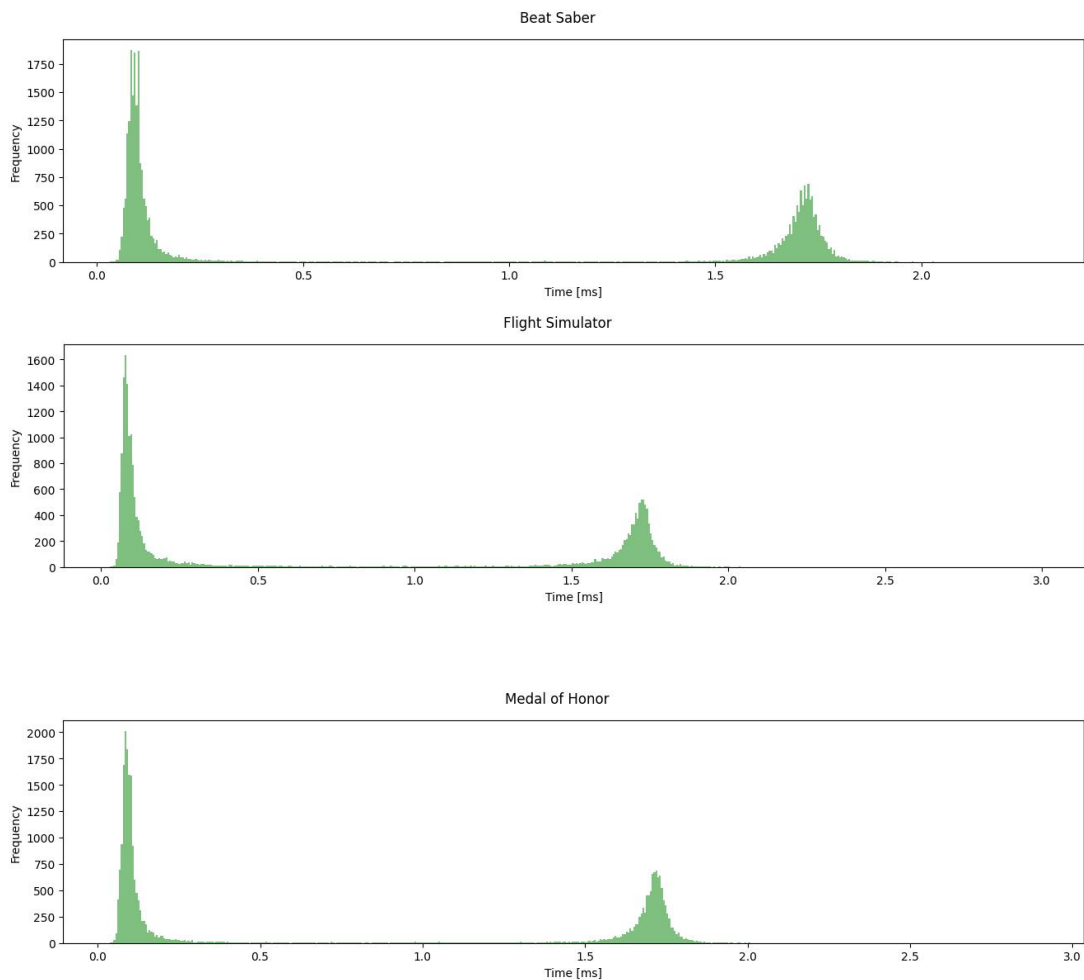 Beat Saber
1750
1500
1250
1000
750
500
250
0
Frequency
0.0 0.5 1.0 1.5 2.0
Time [ms]
Flight Simulator
1600
1400
1200
1000
800
600
400
200
0
Frequency
0.0 0.5 1.0 1.5 2.0 2.5 3.0
Time [ms]
Medal of Honor
2000
1750
1500
1250
1000
750
500
250
0
Frequency
0.0 0.5 1.0 1.5 2.0 2.5 3.0
Time [ms]